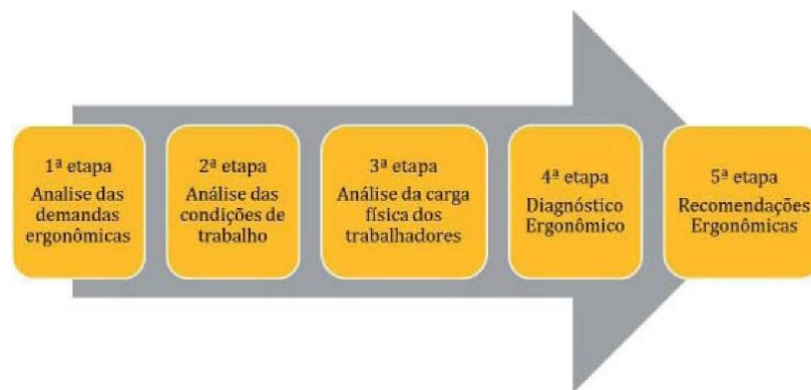 1ª etapa
Analise das
demandas
ergonômicas
2ª etapa
Análise das
condições de
trabalho
3ª etapa
Análise da carga
física dos
trabalhadores
4ª etapa
Diagnóstico
Ergonômico
5ª etapa
Recomendações
Ergonômicas